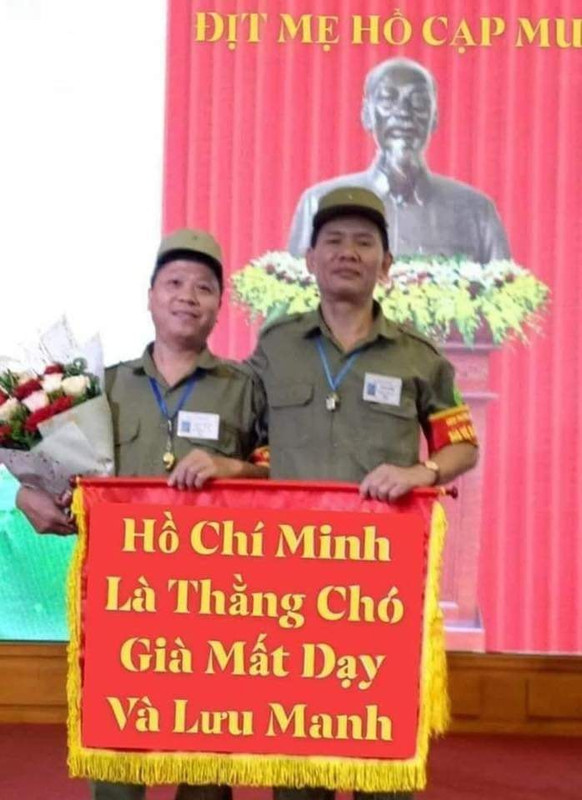 ĐỊT MẸ HỒ CẠP MU
Hồ Chí Minh
Là Thằng Chó
Già Mất Dạy
Và Lưu Manh